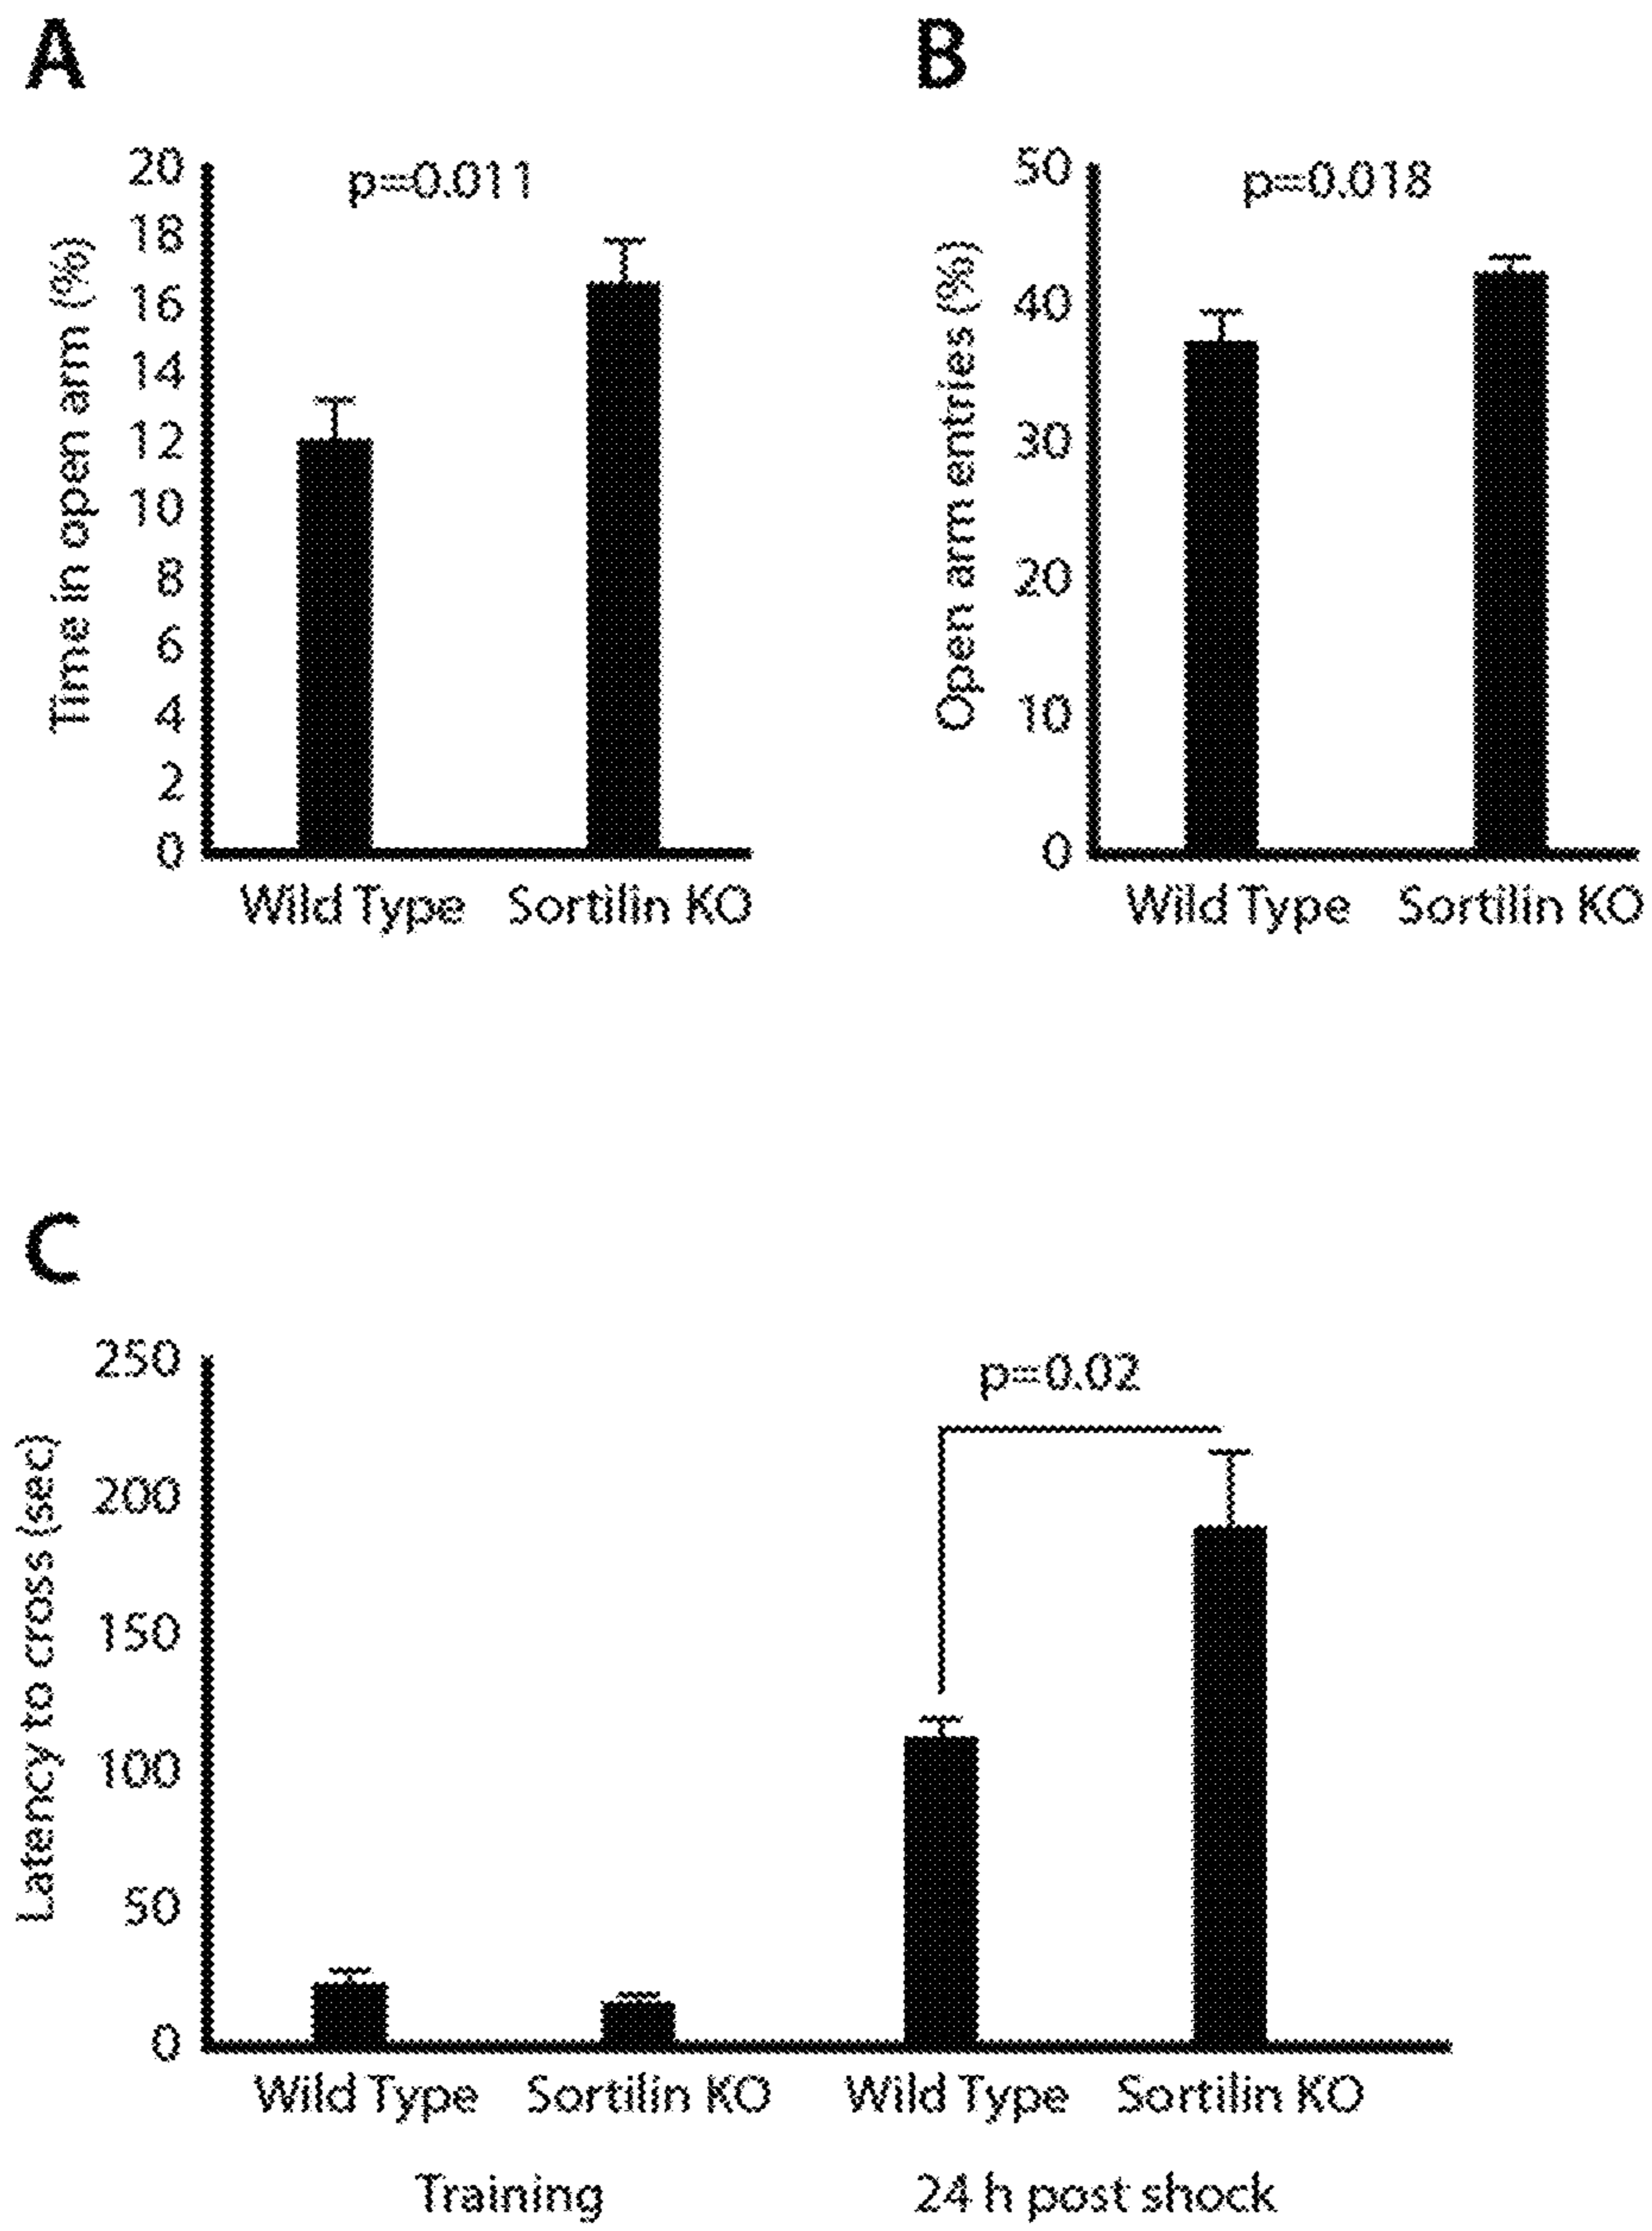 A
Time in open arm (%)
20
18
16
14
12
10
8
6
4
2
0
p=0.011
Wild Type
Sortilin KO
B
Open arm entries (%)
50
40
30
20
10
0
p=0.018
Wild Type
Sortilin KO
C
Latency to cross (sec)
250
200
150
100
50
0
p=0.02
Wild Type
Sortilin KO
Wild Type
Sortilin KO
Training
24 h post shock